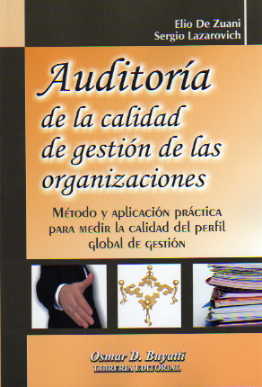 Elio De Zuani
Sergio Lazarovich
Auditoría
de la calidad
de gestión de las
organizaciones
Método y aplicación práctica
para medir la calidad del perfil
global de gestión
Osmar D. Buyatti
LIBRERÍA EDITORIAL